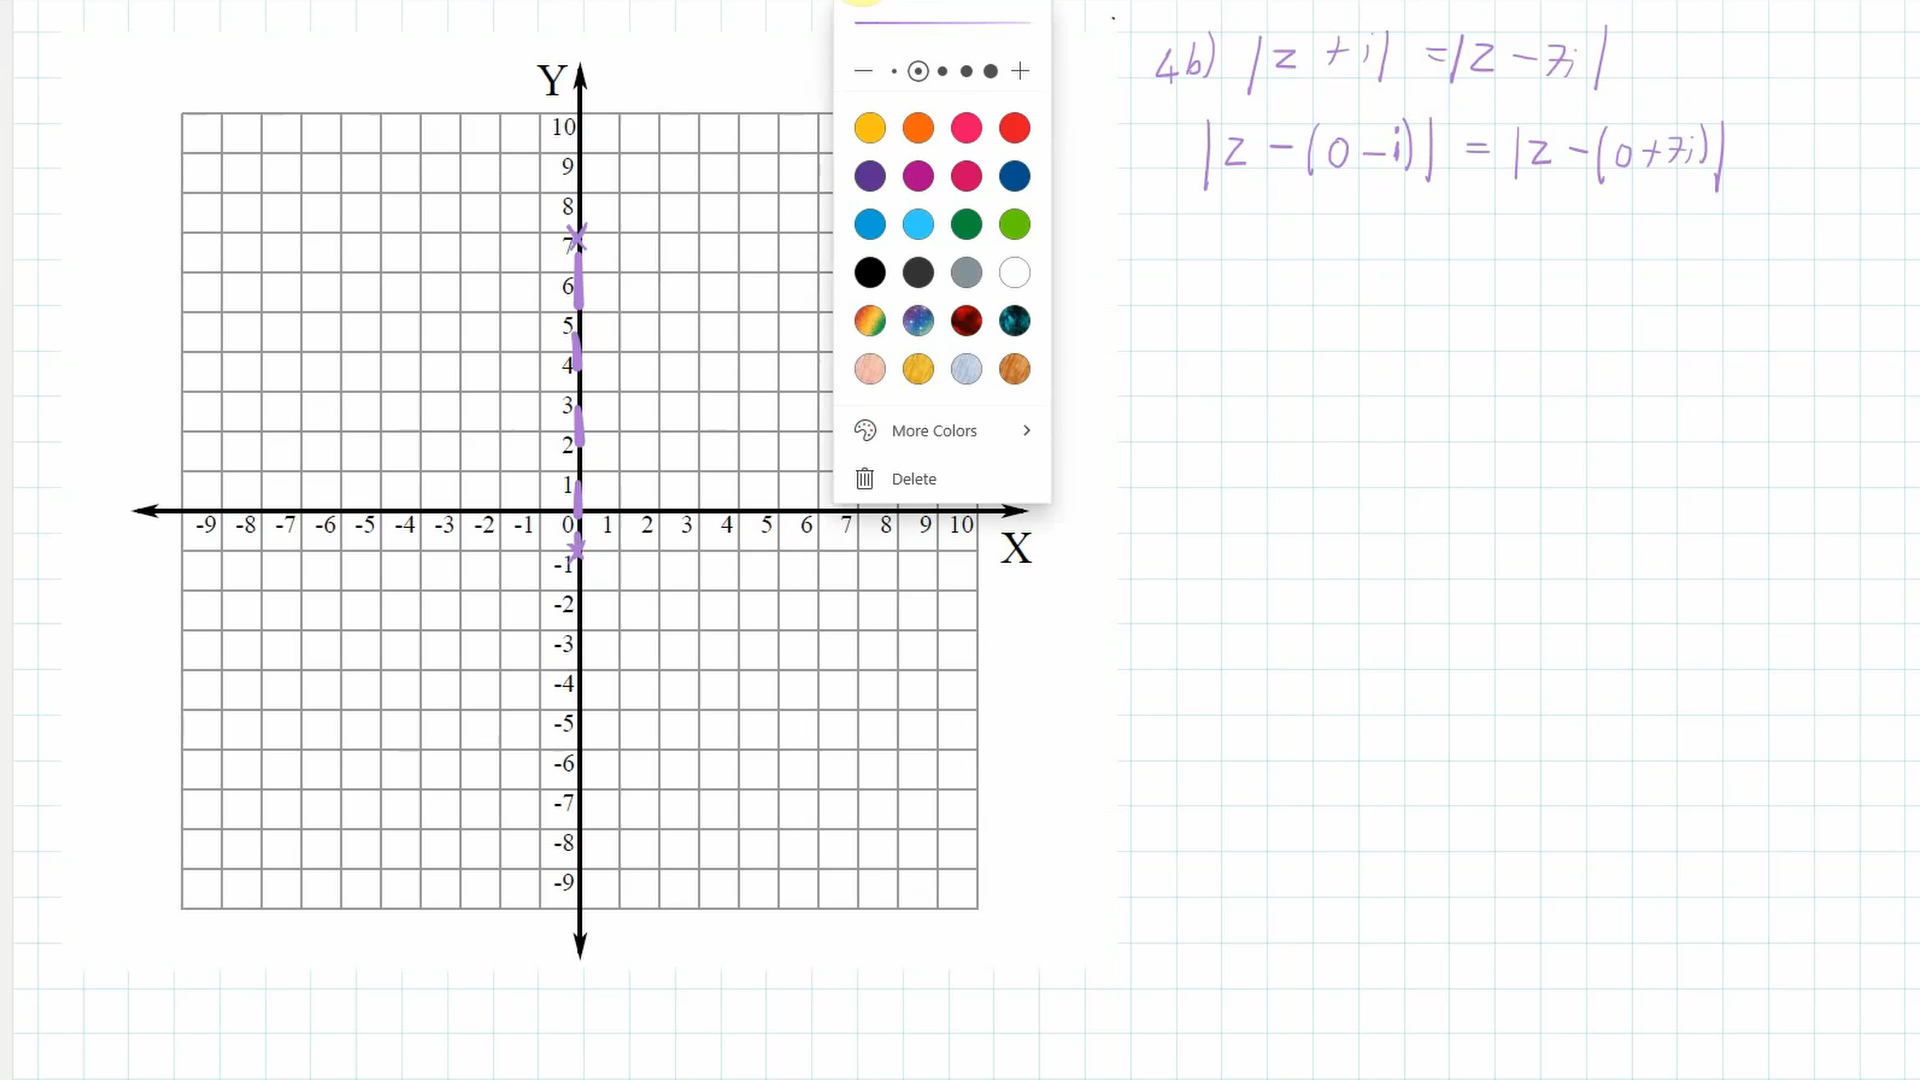 4b) |z + i| = |z - 7i|
|z - (0 - i)| = |z - (0 + 7i)|
Y
10
9
8
7
6
5
4
3
2
1
-9 -8 -7 -6 -5 -4 -3 -2 -1 0 1 2 3 4 5 6 7 8 9 10
X
-1
-2
-3
-4
-5
-6
-7
-8
-9
More Colors
Delete